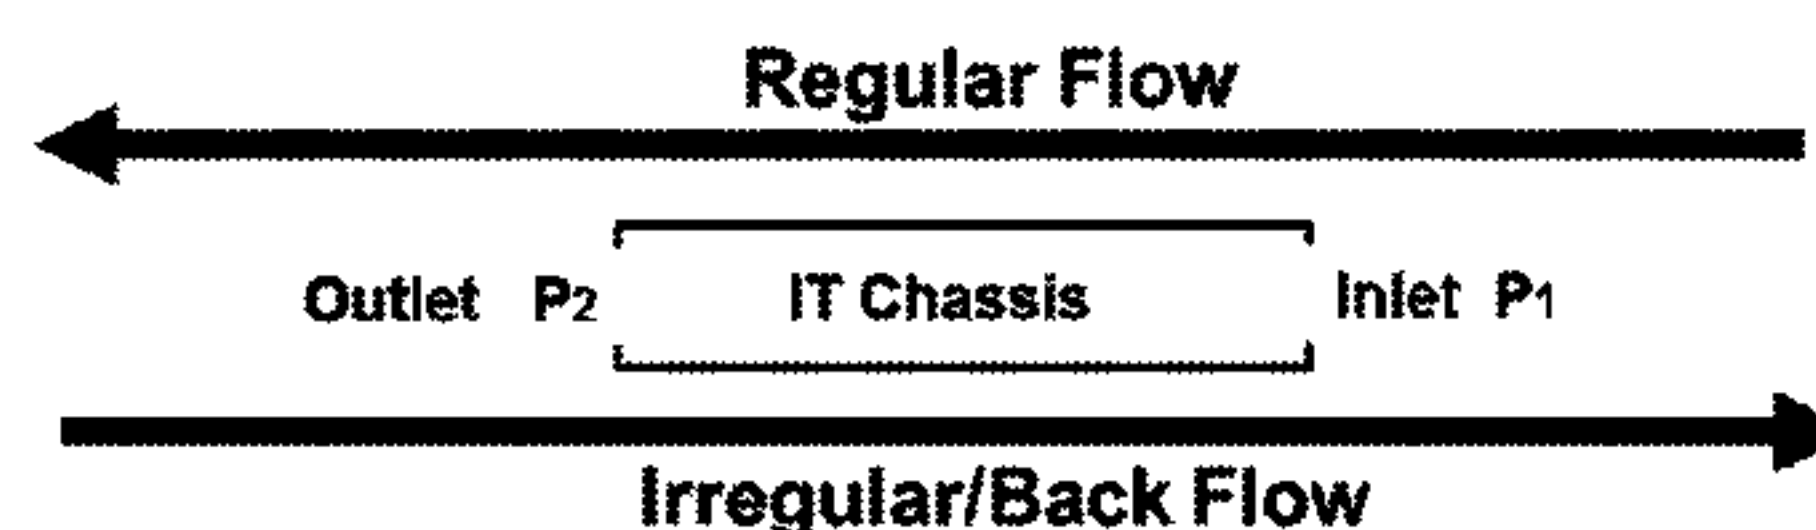 Regular Flow
Outlet P2 IT Chassis Inlet P1
Irregular/Back Flow